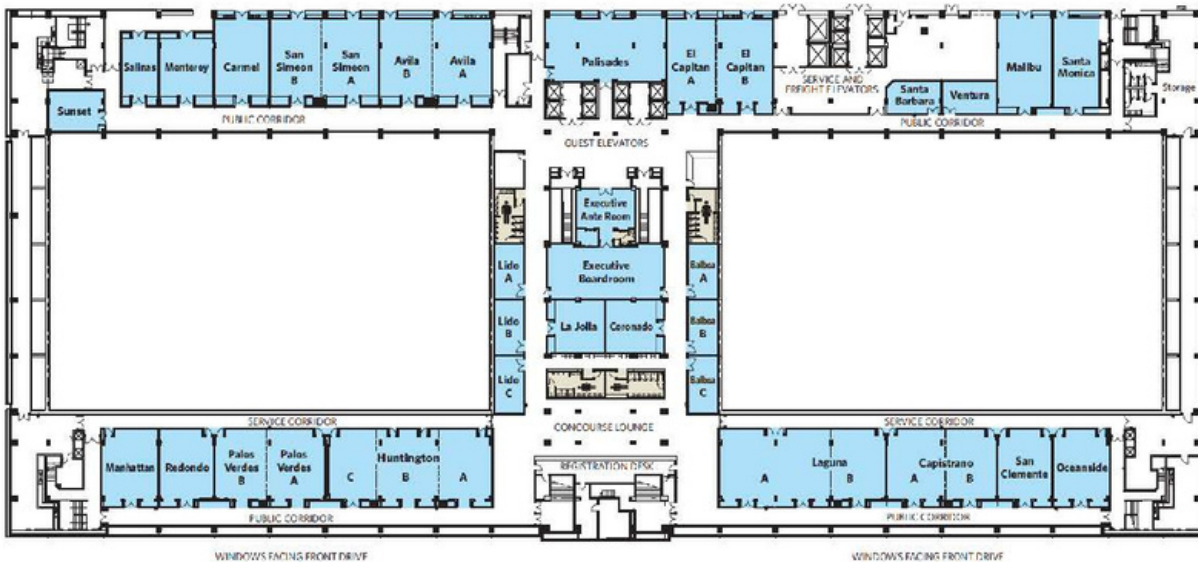 Salinas
Monterey
Carmel
San
Simeon
B
San
Simeon
A
Avila
B
Avila
A
Palisades
El
Capitan
A
El
Capitan
B
SERVICE AND
FREIGHT ELEVATORS
Santa
Barbara
Ventura
Malibu
Santa
Monica
Storage
Sunset
PUBLIC CORRIDOR
PUBLIC CORRIDOR
GUEST ELEVATORS
Executive
Ante Room
Lido
A
Executive
Boardroom
Balboa
A
Lido
B
La Jolla
Coronado
Balboa
B
Lido
C
Balboa
C
SERVICE CORRIDOR
CONCOURSE LOUNGE
SERVICE CORRIDOR
Manhattan
Redondo
Palos
Verdes
B
Palos
Verdes
A
Huntington
C
B
A
REGISTRATION DESK
Laguna
A
B
Capistrano
A
B
San
Clemente
Oceanside
PUBLIC CORRIDOR
PUBLIC CORRIDOR
WINDOWS FACING FRONT DRIVE
WINDOWS FACING FRONT DRIVE